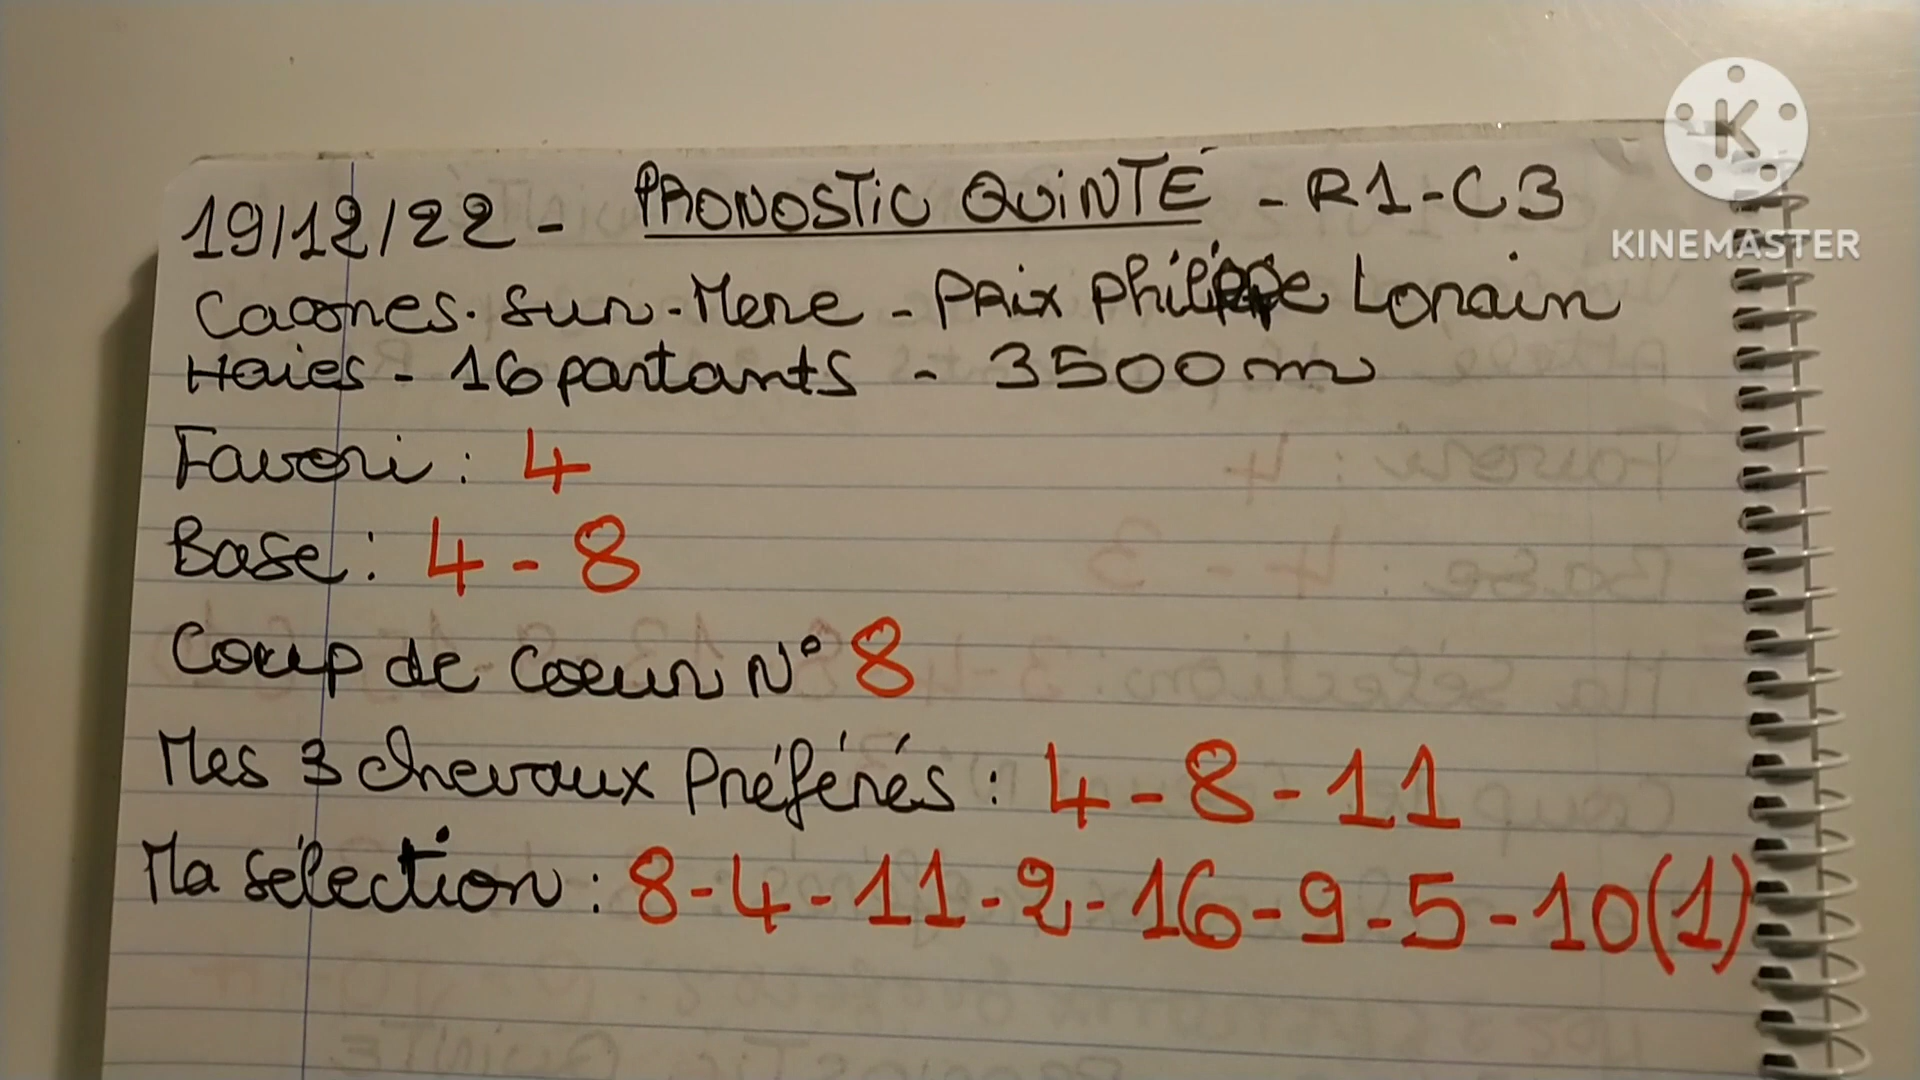 19/12/22 - PRONOSTIC QUINTÉ - R1-C3
Cagnes-sur-Mere - Prix Philippe Lorain
Haies - 16 partants - 3500m
Favori : 4
Base : 4 - 8
Coup de coeur N° 8
Mes 3 chevaux préférés : 4 - 8 - 11
Ma sélection : 8 - 4 - 11 - 2 - 16 - 9 - 5 - 10 (1)
K
KINEMASTER